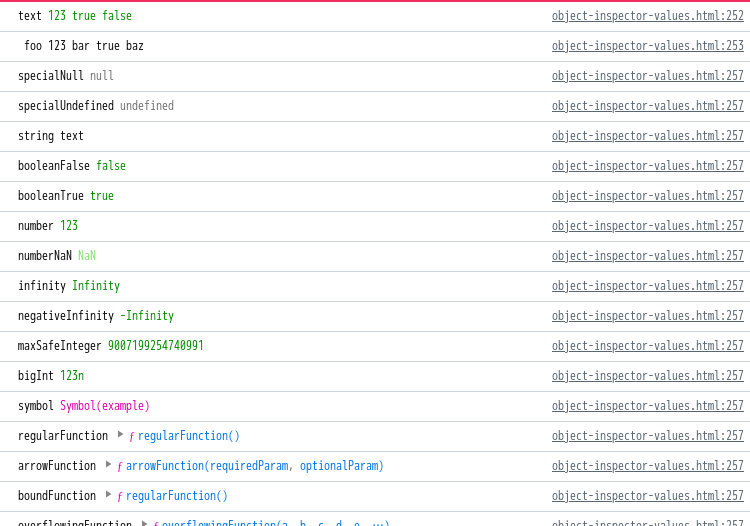 text 123 true false object-inspector-values.html:252
foo 123 bar true baz object-inspector-values.html:253
specialNull null object-inspector-values.html:257
specialUndefined undefined object-inspector-values.html:257
string text object-inspector-values.html:257
booleanFalse false object-inspector-values.html:257
booleanTrue true object-inspector-values.html:257
number 123 object-inspector-values.html:257
numberNaN NaN object-inspector-values.html:257
infinity Infinity object-inspector-values.html:257
negativeInfinity -Infinity object-inspector-values.html:257
maxSafeInteger 9007199254740991 object-inspector-values.html:257
bigInt 123n object-inspector-values.html:257
symbol Symbol(example) object-inspector-values.html:257
regularFunction ▶ ƒ regularFunction() object-inspector-values.html:257
arrowFunction ▶ ƒ arrowFunction(requiredParam, optionalParam) object-inspector-values.html:257
boundFunction ▶ ƒ regularFunction() object-inspector-values.html:257
overflowingFunction ▶ ƒ overflowingFunction(a, b, c, d, e, …) object-inspector-values.html:257